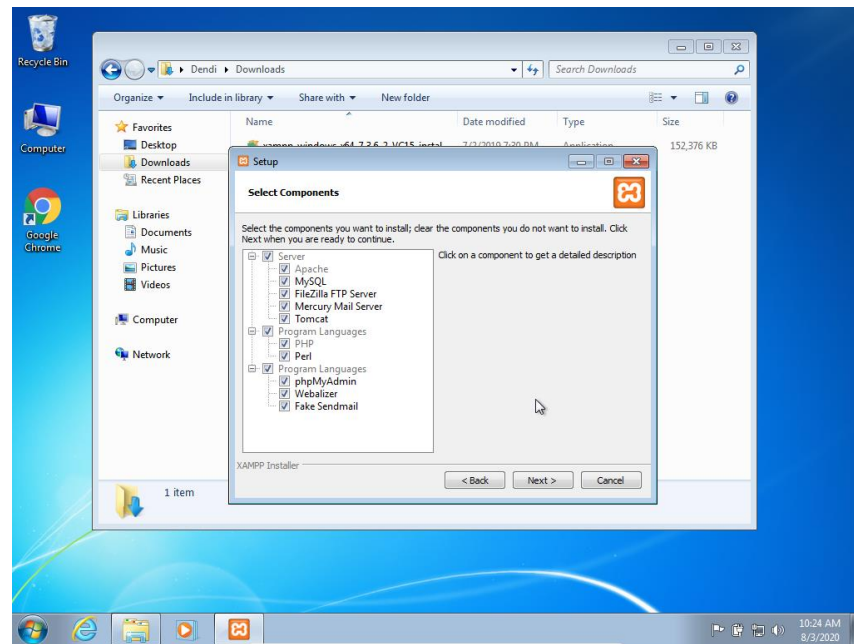 Recycle Bin
Computer
Google
Chrome
Dendi
Downloads
Search Downloads
Organize
Include in library
Share with
New folder
Name
Date modified
Type
Size
Favorites
Desktop
Downloads
Recent Places
Libraries
Documents
Music
Pictures
Videos
Computer
Network
152,376 KB
Setup
Select Components
Select the components you want to install; clear the components you do not want to install. Click
Next when you are ready to continue.
Server
Apache
MySQL
FileZilla FTP Server
Mercury Mail Server
Tomcat
Program Languages
PHP
Perl
Program Languages
phpMyAdmin
Webalizer
Fake Sendmail
Click on a component to get a detailed description
XAMPP Installer
< Back
Next >
Cancel
1 item
10:24 AM
8/3/2020